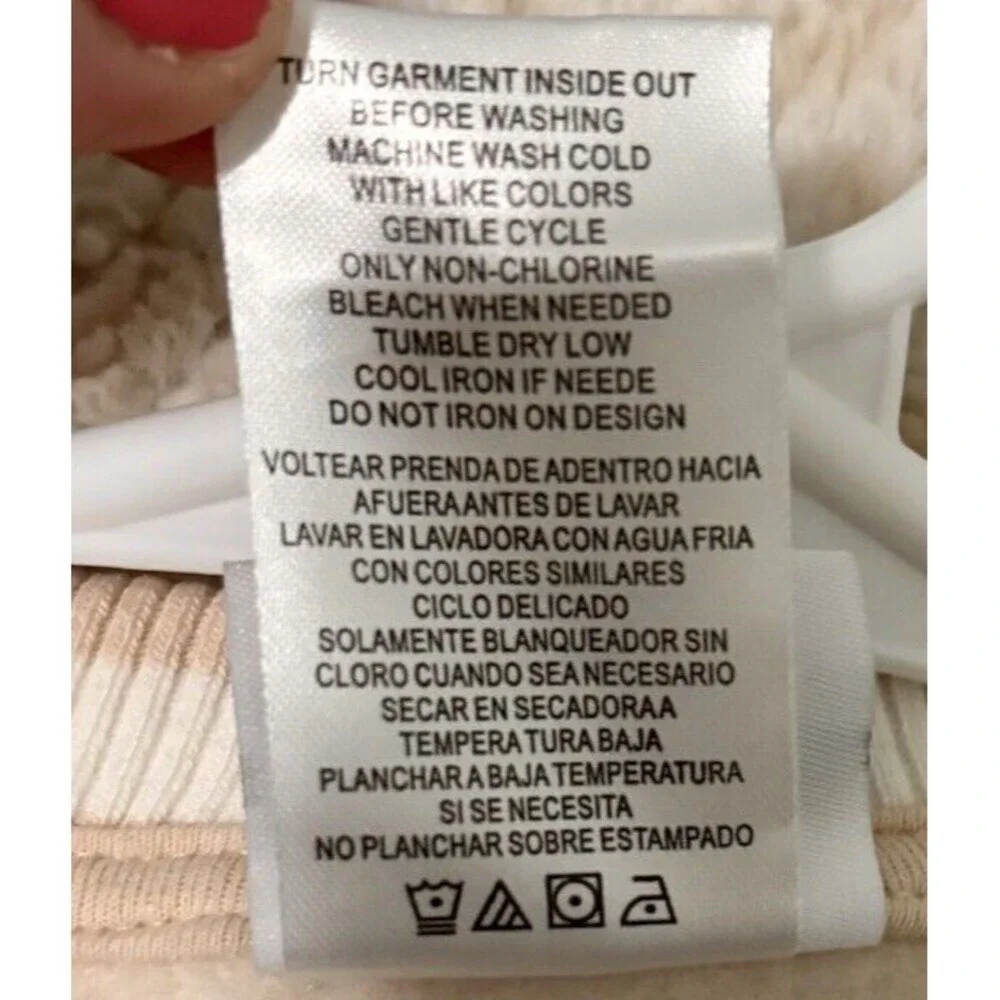 TURN GARMENT INSIDE OUT
BEFORE WASHING
MACHINE WASH COLD
WITH LIKE COLORS
GENTLE CYCLE
ONLY NON-CHLORINE
BLEACH WHEN NEEDED
TUMBLE DRY LOW
COOL IRON IF NEEDE
DO NOT IRON ON DESIGN
VOLTEAR PRENDA DE ADENTRO HACIA
AFUERA ANTES DE LAVAR
LAVAR EN LAVADORA CON AGUA FRIA
CON COLORES SIMILARES
CICLO DELICADO
SOLAMENTE BLANQUEADOR SIN
CLORO CUANDO SEA NECESARIO
SECAR EN SECADORA A
TEMPERATURA BAJA
PLANCHAR A BAJA TEMPERATURA
SI SE NECESITA
NO PLANCHAR SOBRE ESTAMPADO